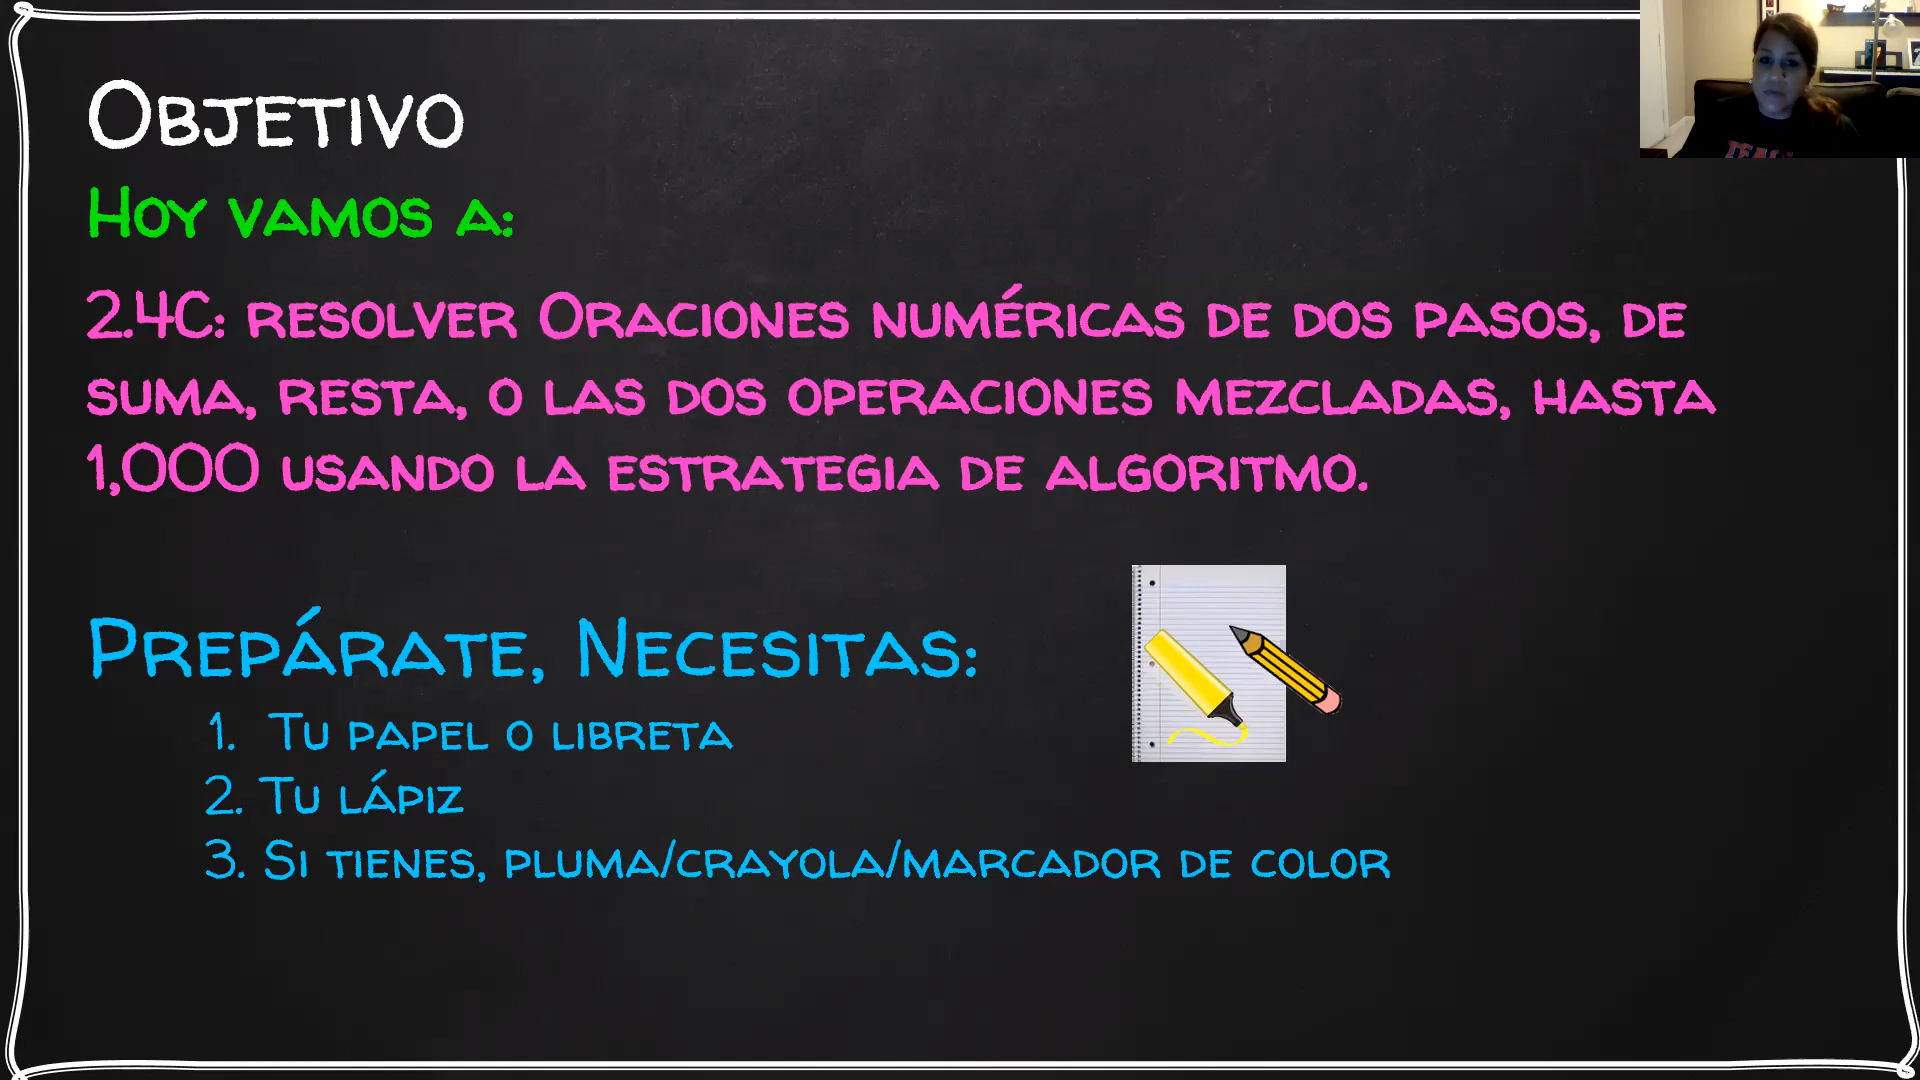 Objetivo
Hoy vamos a:
2.4C: resolver Oraciones numéricas de dos pasos, de
suma, resta, o las dos operaciones mezcladas, hasta
1,000 usando la estrategia de algoritmo.
Prepárate, Necesitas:
1. Tu papel o libreta
2. Tu lápiz
3. Si tienes, pluma/crayola/marcador de color